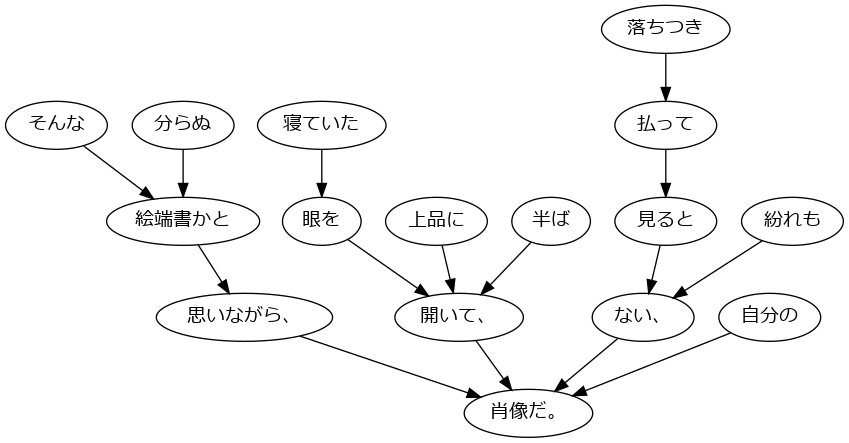 落ちつき
そんな
分らぬ
寝ていた
払って
絵端書かと
眼を
上品に
半ば
見ると
紛れも
思いながら、
開いて、
ない、
自分の
肖像だ。